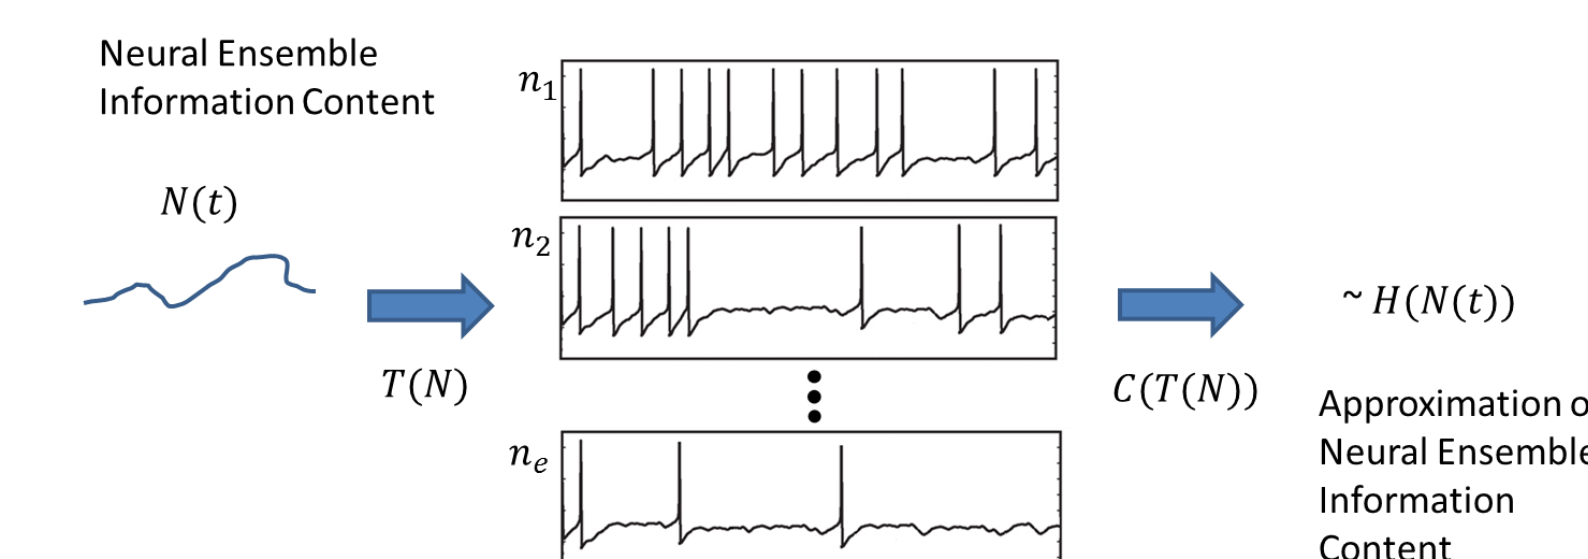 Neural Ensemble
Information Content
N(t)
T(N)
n₁
n₂
nₑ
C(T(N))
~ H(N(t))
Approximation o
Neural Ensemble
Information
Content